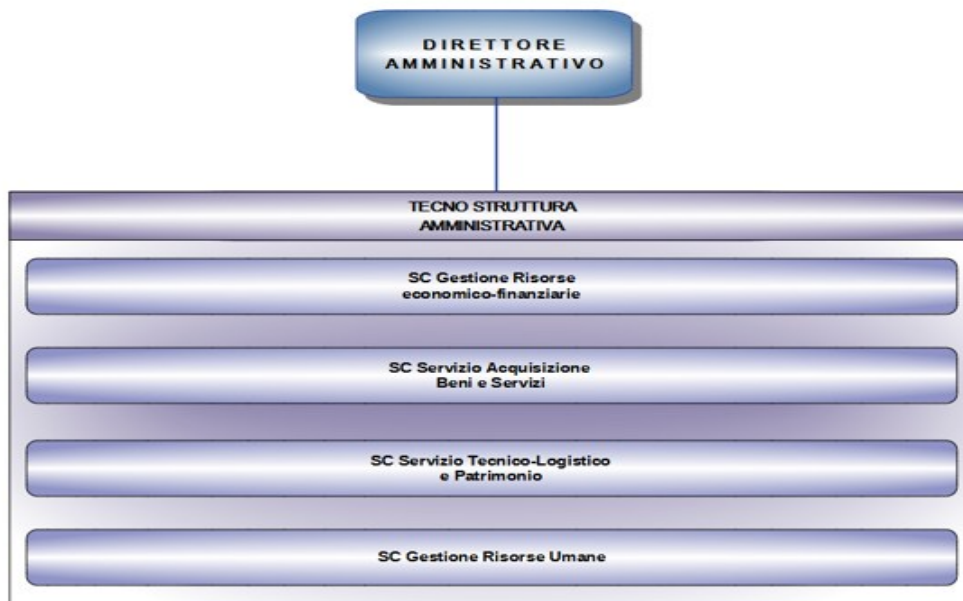 DIRETTORE
AMMINISTRATIVO
TECNO STRUTTURA
AMMINISTRATIVA
SC Gestione Risorse
economico-finanziarie
SC Servizio Acquisizione
Beni e Servizi
SC Servizio Tecnico-Logistico
e Patrimonio
SC Gestione Risorse Umane